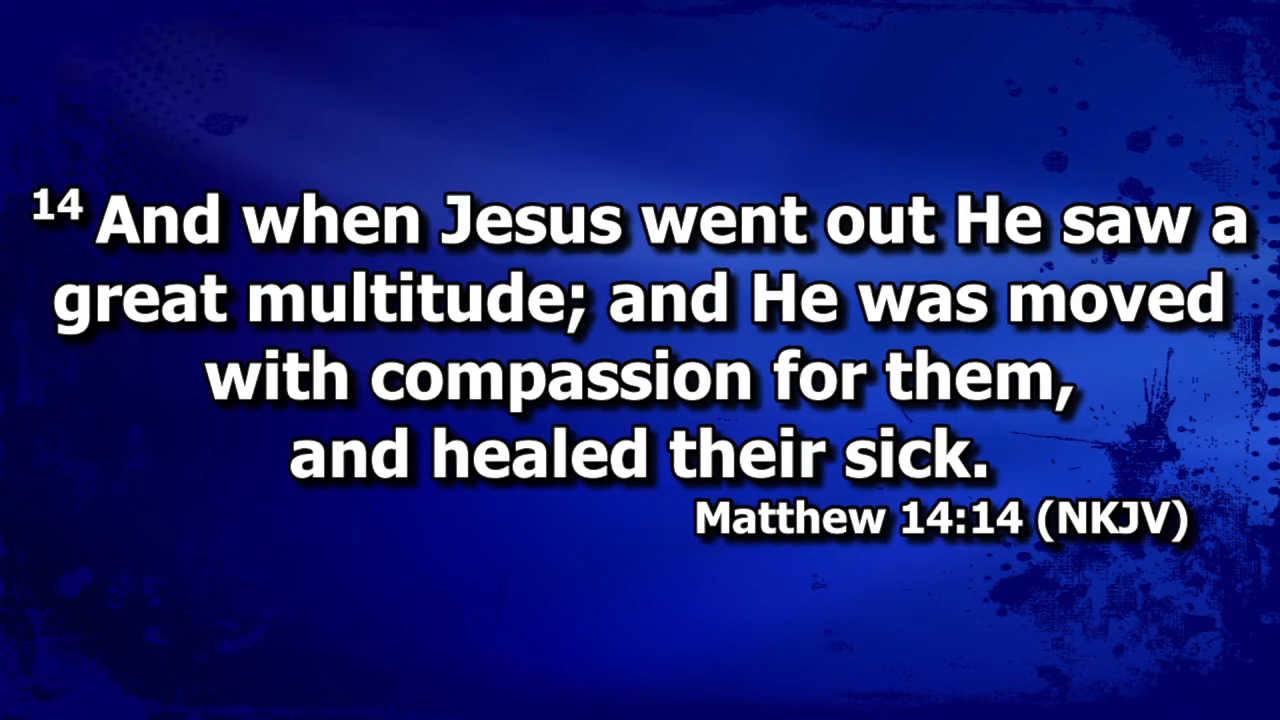 14 And when Jesus went out He saw a
great multitude; and He was moved
with compassion for them,
and healed their sick.
Matthew 14:14 (NKJV)